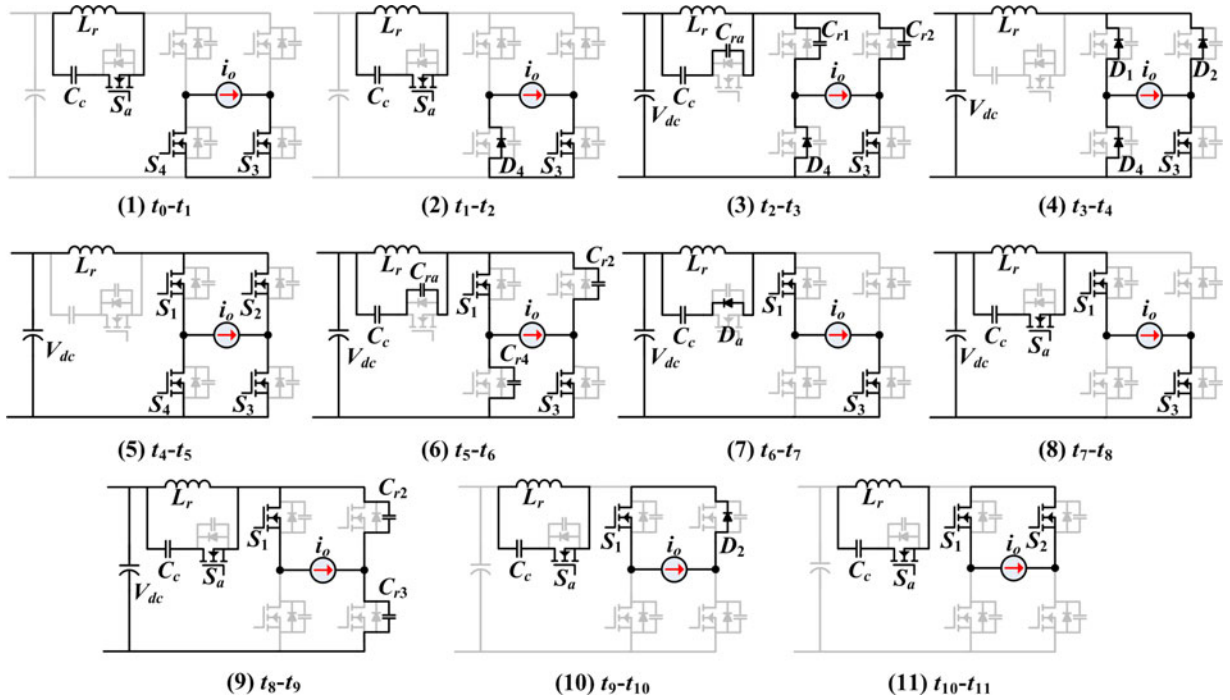 Lr Cc Sa io S4 S3
(1) t0-t1
Lr Cc Sa io D4 S3
(2) t1-t2
Lr Cra Cr1 Cr2 Cc Vdc io D4 S3
(3) t2-t3
Lr D1 D2 Vdc io D4 S3
(4) t3-t4
Lr S1 S2 Vdc io S4 S3
(5) t4-t5
Lr Cra Cr2 S1 Cc Vdc io Cr4 S3
(6) t5-t6
Lr S1 Cc Da Vdc io S3
(7) t6-t7
Lr S1 Cc Sa Vdc io S3
(8) t7-t8
Lr Cr2 S1 Cc Sa Vdc io Cr3
(9) t8-t9
Lr S1 D2 Cc Sa io
(10) t9-t10
Lr S1 S2 Cc Sa io
(11) t10-t11